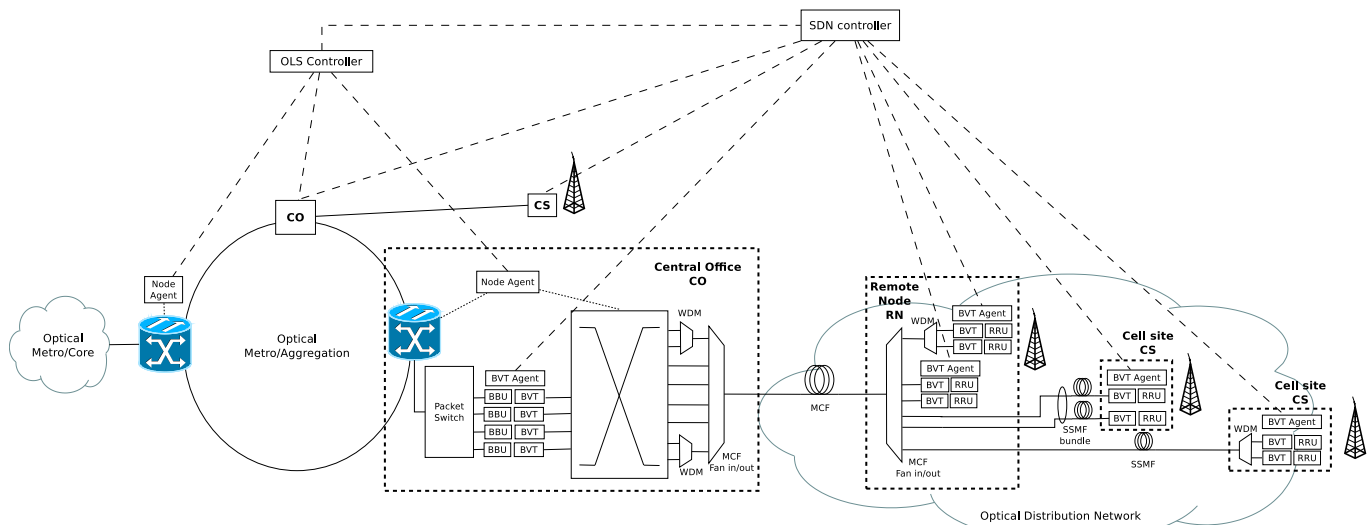 SDN controller
OLS Controller
CO
CS
Node
Agent
Optical
Metro/Core
Optical
Metro/Aggregation
Central Office
CO
Node Agent
WDM
BVT Agent
Packet
Switch
BBU BVT
BBU BVT
BBU BVT
BBU BVT
WDM
MCF
Fan in/out
MCF
Remote
Node
RN
WDM
BVT Agent
BVT RRU
BVT RRU
BVT Agent
BVT RRU
BVT RRU
MCF
Fan in/out
SSMF
bundle
SSMF
Cell site
CS
BVT Agent
BVT RRU
BVT RRU
Cell site
CS
WDM
BVT Agent
BVT RRU
BVT RRU
Optical Distribution Network